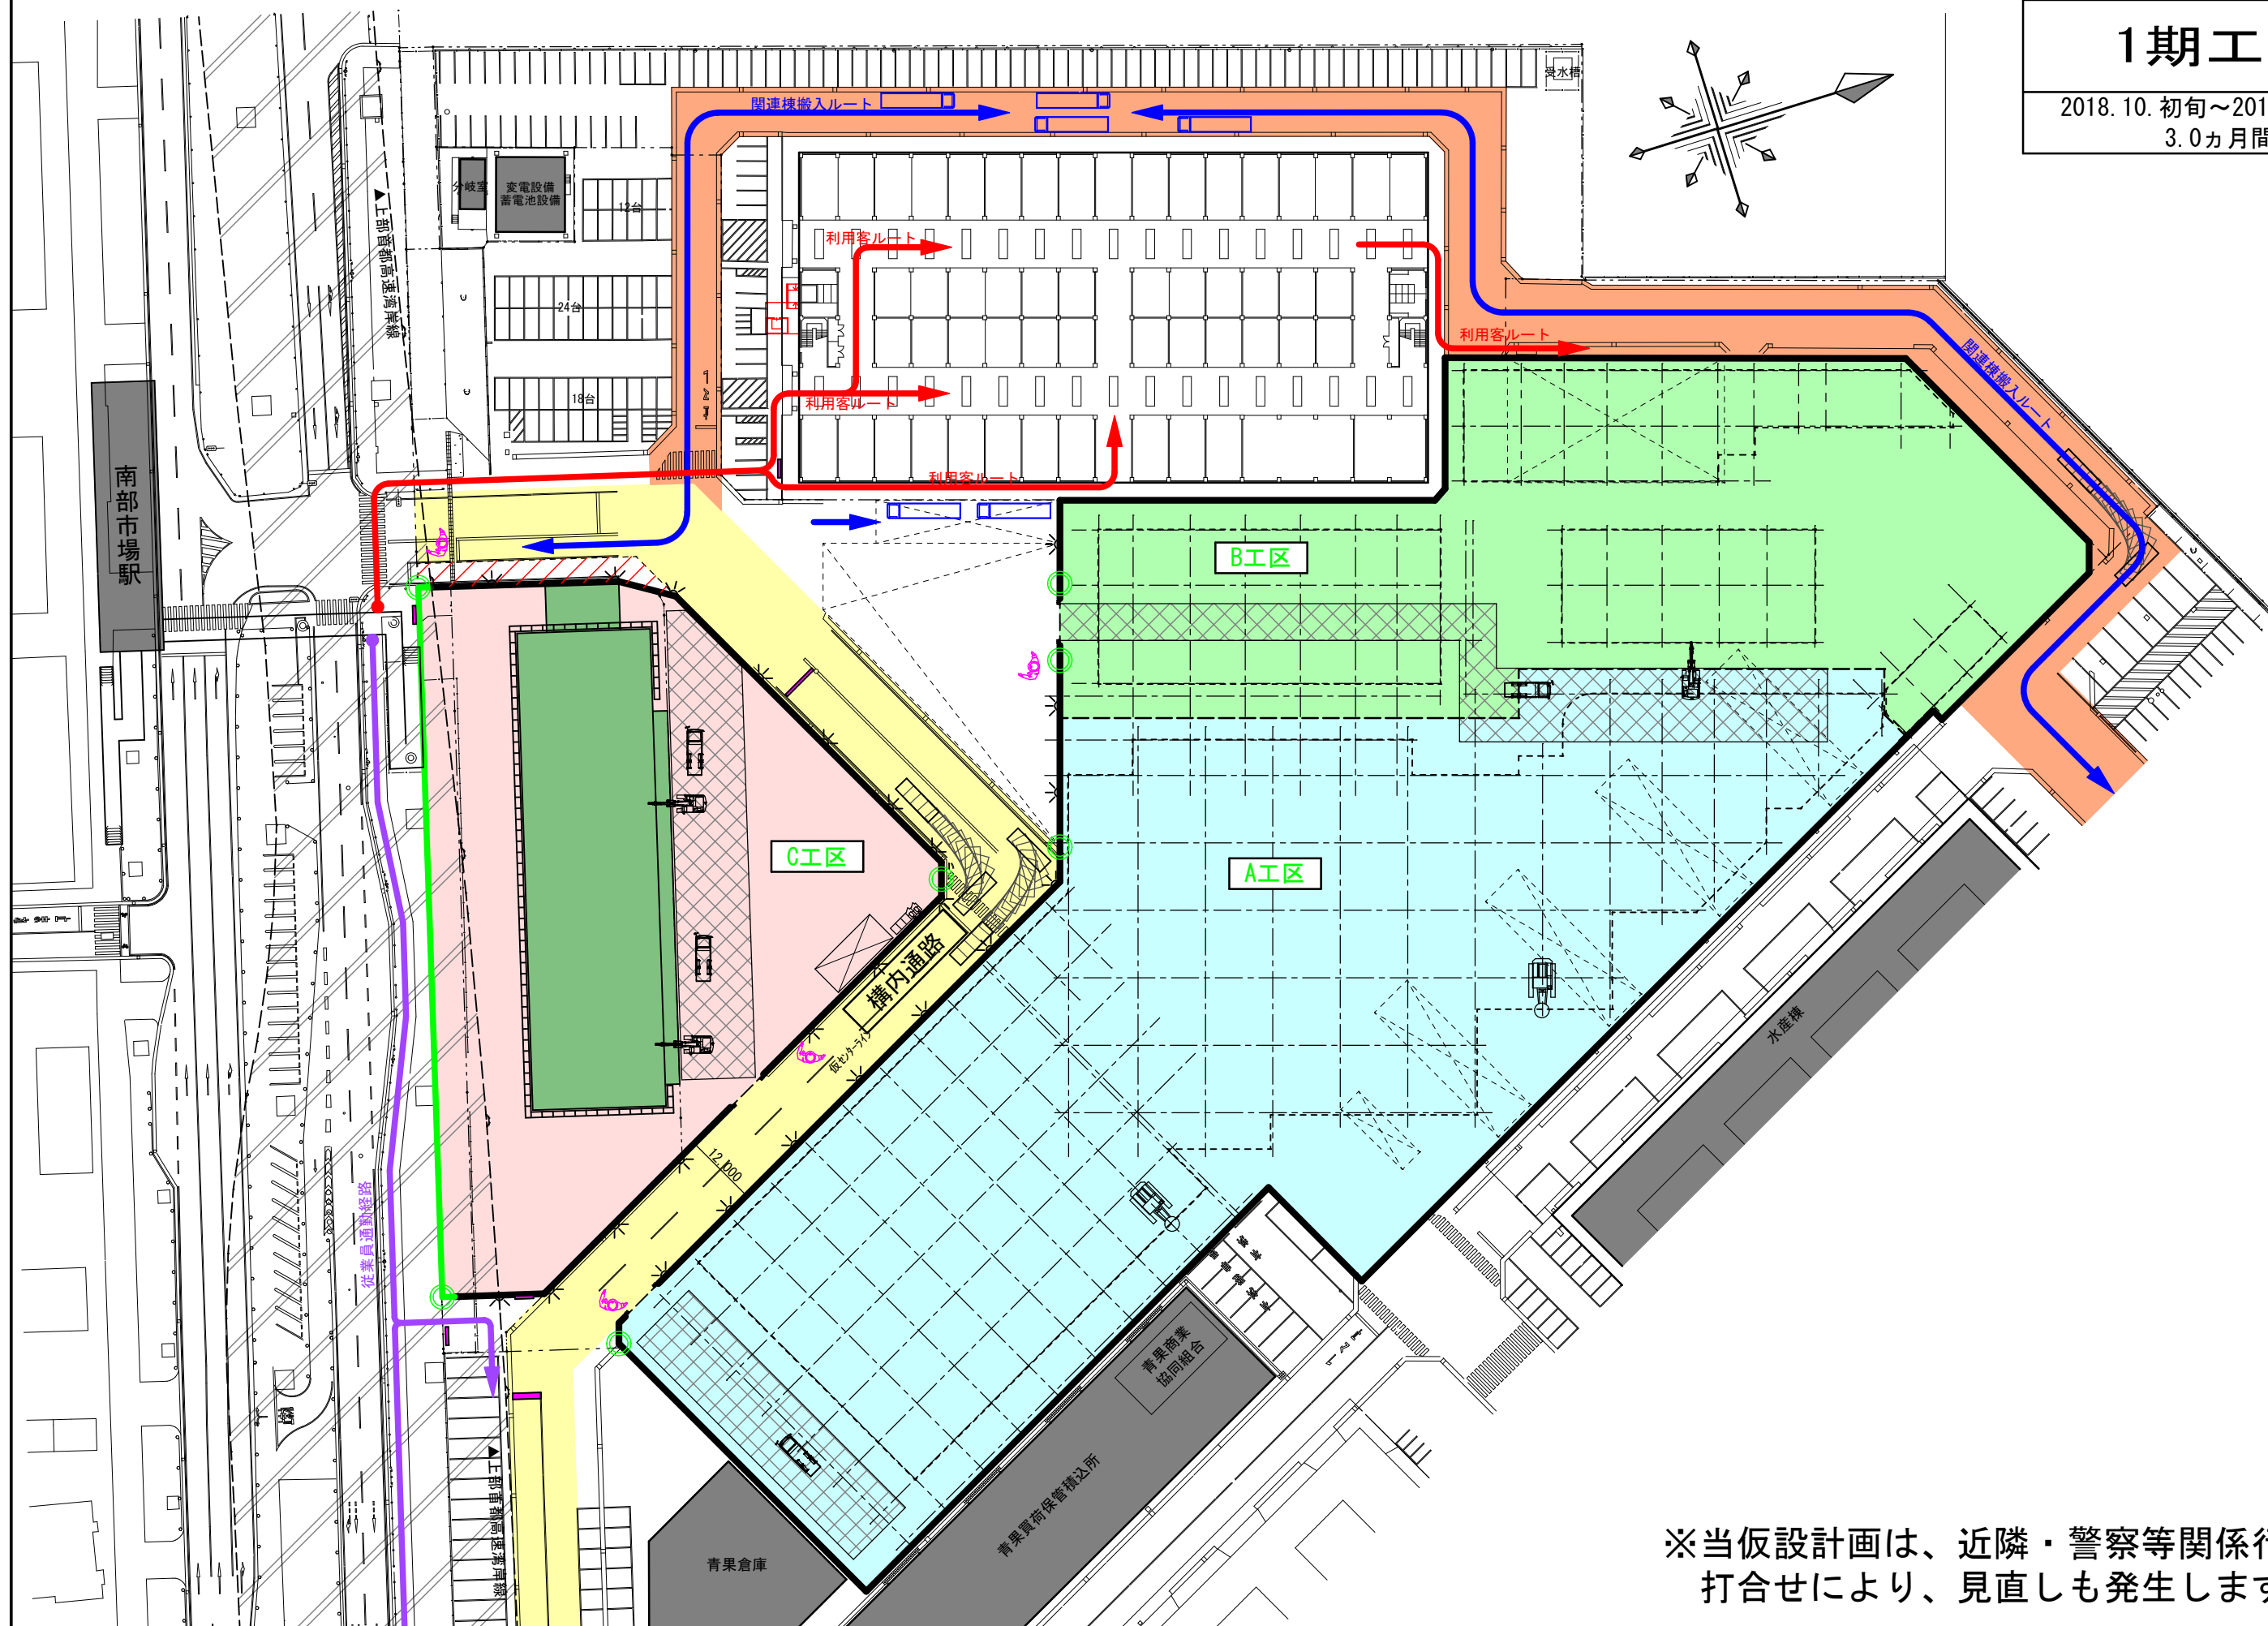 1期工
2018.10.初旬～201
3.0ヵ月間
受水槽
関連棟搬入ルート
分岐室
変電設備
蓄電池設備
12台
▲上部首都高速湾岸線
24台
18台
利用客ルート
利用客ルート
利用客ルート
利用客ルート
関連棟搬入ルート
南部市場駅
B工区
A工区
C工区
構内通路
仮センターライン
12,000
従業員通勤経路
水産棟
青果商業
協同組合
青果買荷保管積込所
青果倉庫
▲上部首都高速湾岸線
※当仮設計画は、近隣・警察等関係行
打合せにより、見直しも発生します